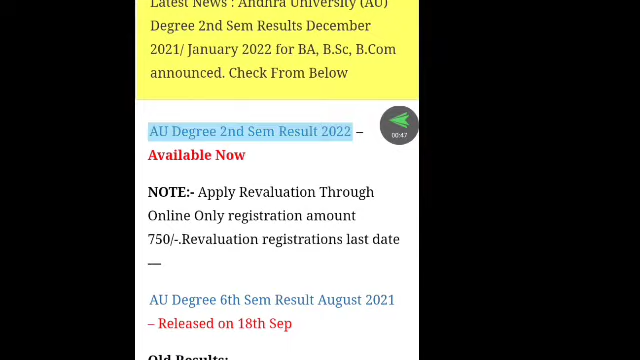 Latest News : Andhra University (AU)
Degree 2nd Sem Results December
2021/ January 2022 for BA, B.Sc, B.Com
announced. Check From Below
AU Degree 2nd Sem Result 2022 –
00:47
Available Now
NOTE:- Apply Revaluation Through
Online Only registration amount
750/-.Revaluation registrations last date
—
AU Degree 6th Sem Result August 2021
– Released on 18th Sep
Old Results: